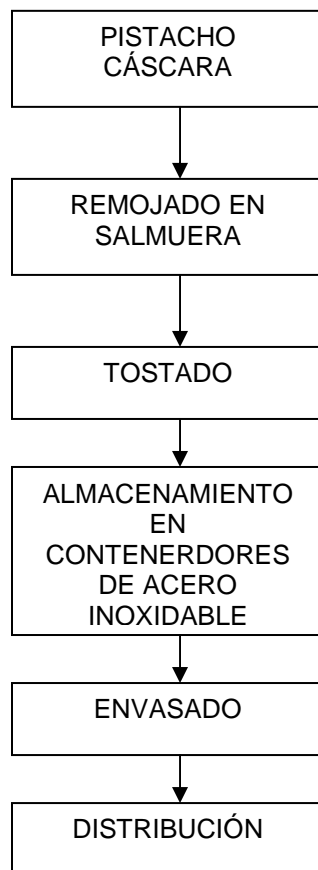 PISTACHO
CÁSCARA
REMOJADO EN
SALMUERA
TOSTADO
ALMACENAMIENTO
EN
CONTENERDORES
DE ACERO
INOXIDABLE
ENVASADO
DISTRIBUCIÓN